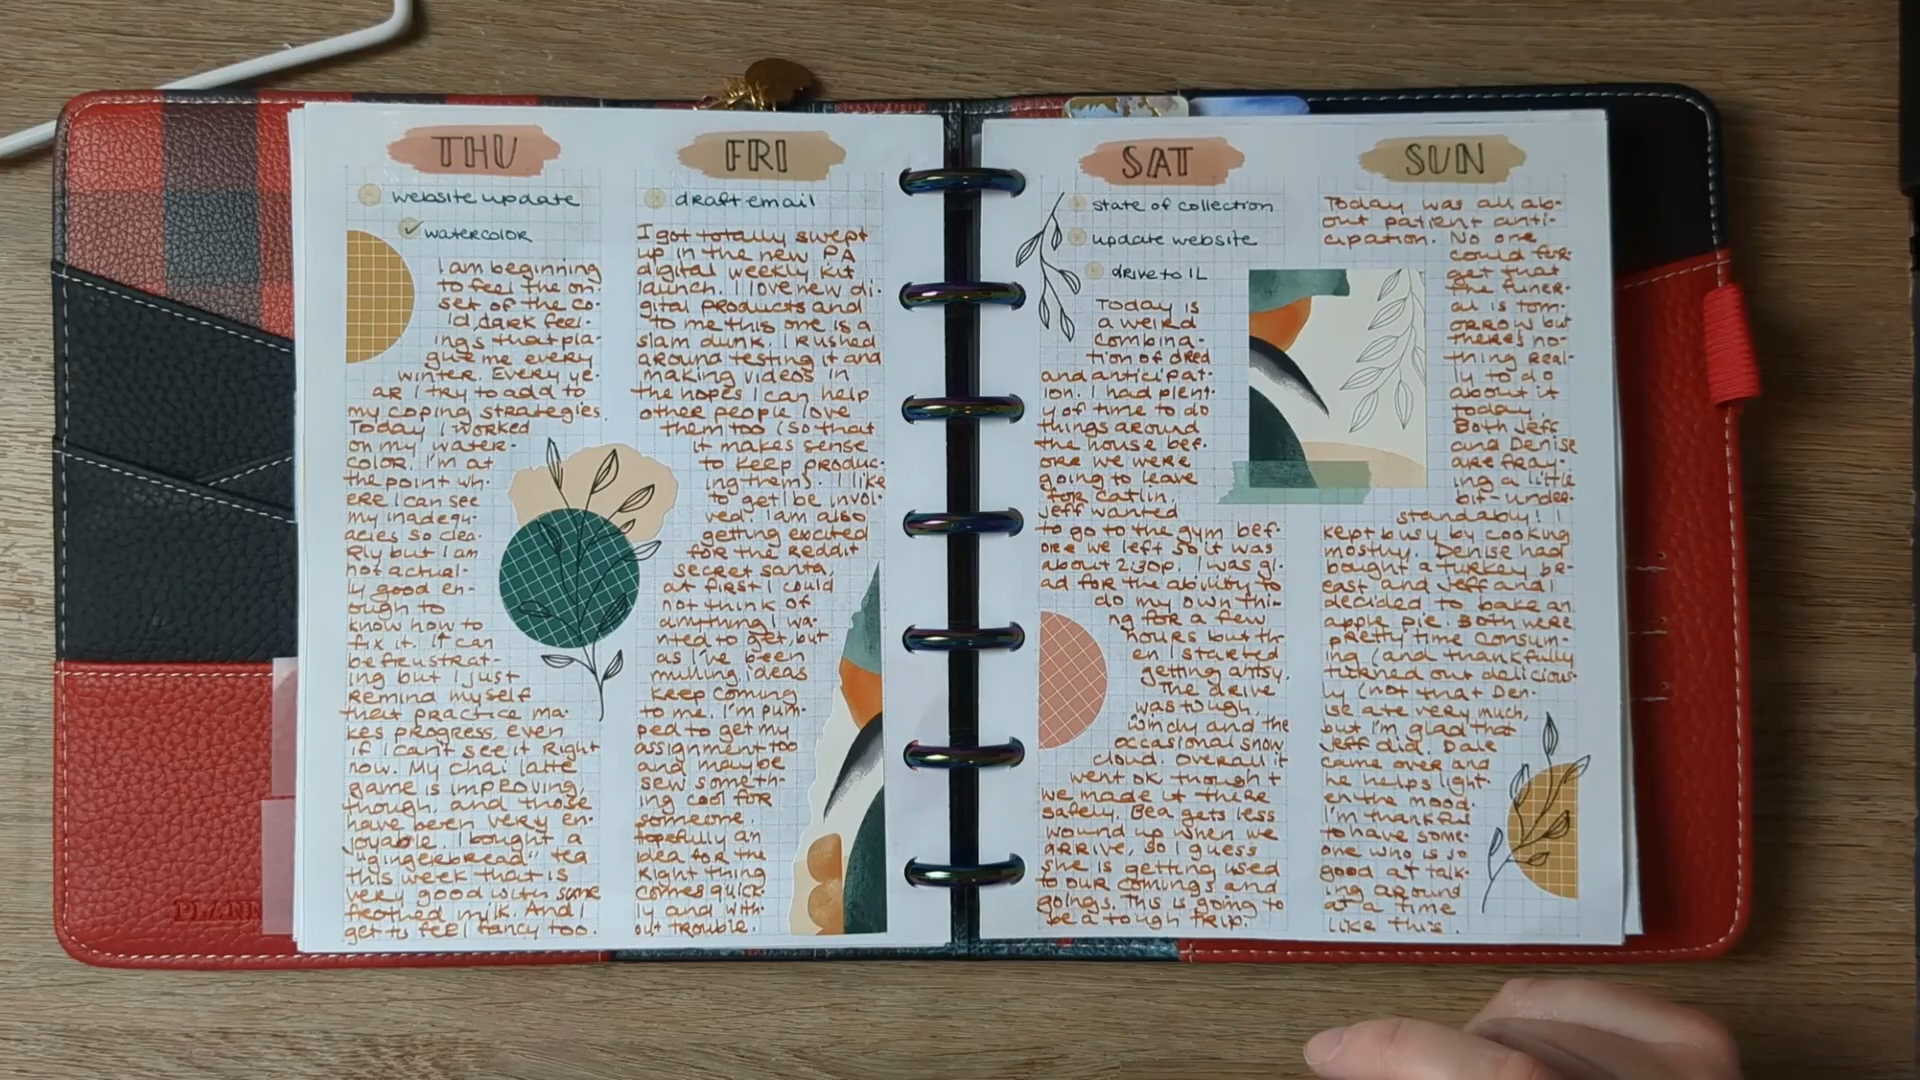 THU
website update
watercolor
I am beginning
to feel the on
set of the co
ld, dark feel-
ings that pla-
gue me every
winter. Every ye-
ar I try to add to
my coping strategies.
Today I worked
on my water-
color. I'm at
the point wh-
ere I can see
my inadequ-
acies so clea-
rly but I am
not actual-
ly good en-
ough to
know how to
fix it. It can
be frustrat-
ing but I just
remind myself
that practice ma-
kes progress, even
if I can't see it right
now. My chai latte
game is improving,
though, and those
have been very en-
joyable. I bought a
"gingerbread" tea
this week that is
very good with some
frothed milk. And I
get to feel fancy too.
FRI
draft email
I got totally swept
up in the new PA
digital weekly kit
launch. I love new di-
gital products and
to me this one is a
slam dunk. I rushed
around testing it and
making videos in
the hopes I can help
other people love
them too (so that
it makes sense
to keep produc-
ing them). I like
to get/be invol-
ved. I am also
getting excited
for the Reddit
secret santa
at first I could
not think of
anything I wa-
nted to get, but
as I've been
mulling ideas
keep coming
to me. I'm pum-
ped to get my
assignment too
and maybe
sew someth-
ing cool for
someone.
Hopefully an
idea for the
right thing
comes quick-
ly and with-
out trouble.
SAT
state of collection
update website
drive to IL
Today is
a weird
combina-
tion of dred
and anticipat-
ion. I had plent-
y of time to do
things around
the house bef-
ore we were
going to leave
for Catlin.
Jeff wanted
to go to the gym bef-
ore we left so it was
about 2:30p. I was gl-
ad for the ability to
do my own thi-
ng for a few
hours but th-
en I started
getting antsy.
The drive
was tough,
windy and the
occasional snow
cloud. Overall it
went ok though &
we made it there
safely. Bea gets less
wound up when we
arrive, so I guess
she is getting used
to our comings and
goings. This is going to
be a tough trip.
SUN
Today was all ab-
out patient anti-
cipation. No one
could for-
get that
the funer-
al is tom-
orrow but
there's no-
thing real-
ly to do
about it
today.
Both Jeff
and Denise
are fray-
ing a little
bit - under-
standably! I
kept busy by cooking
mostly. Denise had
bought a turkey br-
east and Jeff and I
decided to bake an
apple pie. Both were
pretty time consum-
ing (and thankfully
turned out delicious-
ly (not that Den-
ise ate very much,
but I'm glad that
Jeff did. Dale
came over and
he helps light-
en the mood.
I'm thankful
to have some-
one who is so
good at talk-
ing around
at a time
like this.